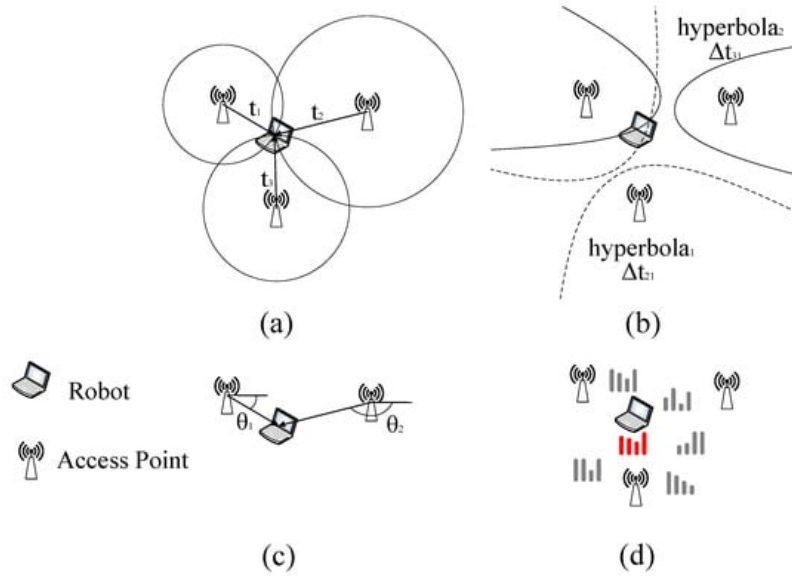 t₁
t₂
t₃
(a)
hyperbola₂
Δt₃₁
hyperbola₁
Δt₂₁
(b)
Robot
Access Point
θ₁
θ₂
(c)
(d)